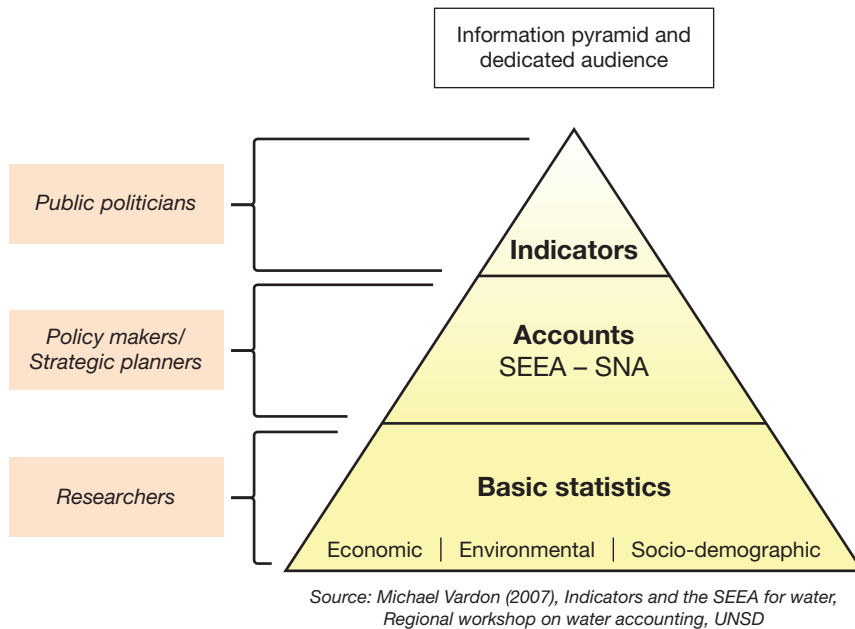 Information pyramid and
dedicated audience
Public politicians
Indicators
Policy makers/
Strategic planners
Accounts
SEEA – SNA
Researchers
Basic statistics
Economic | Environmental | Socio-demographic
Source: Michael Vardon (2007), Indicators and the SEEA for water,
Regional workshop on water accounting, UNSD